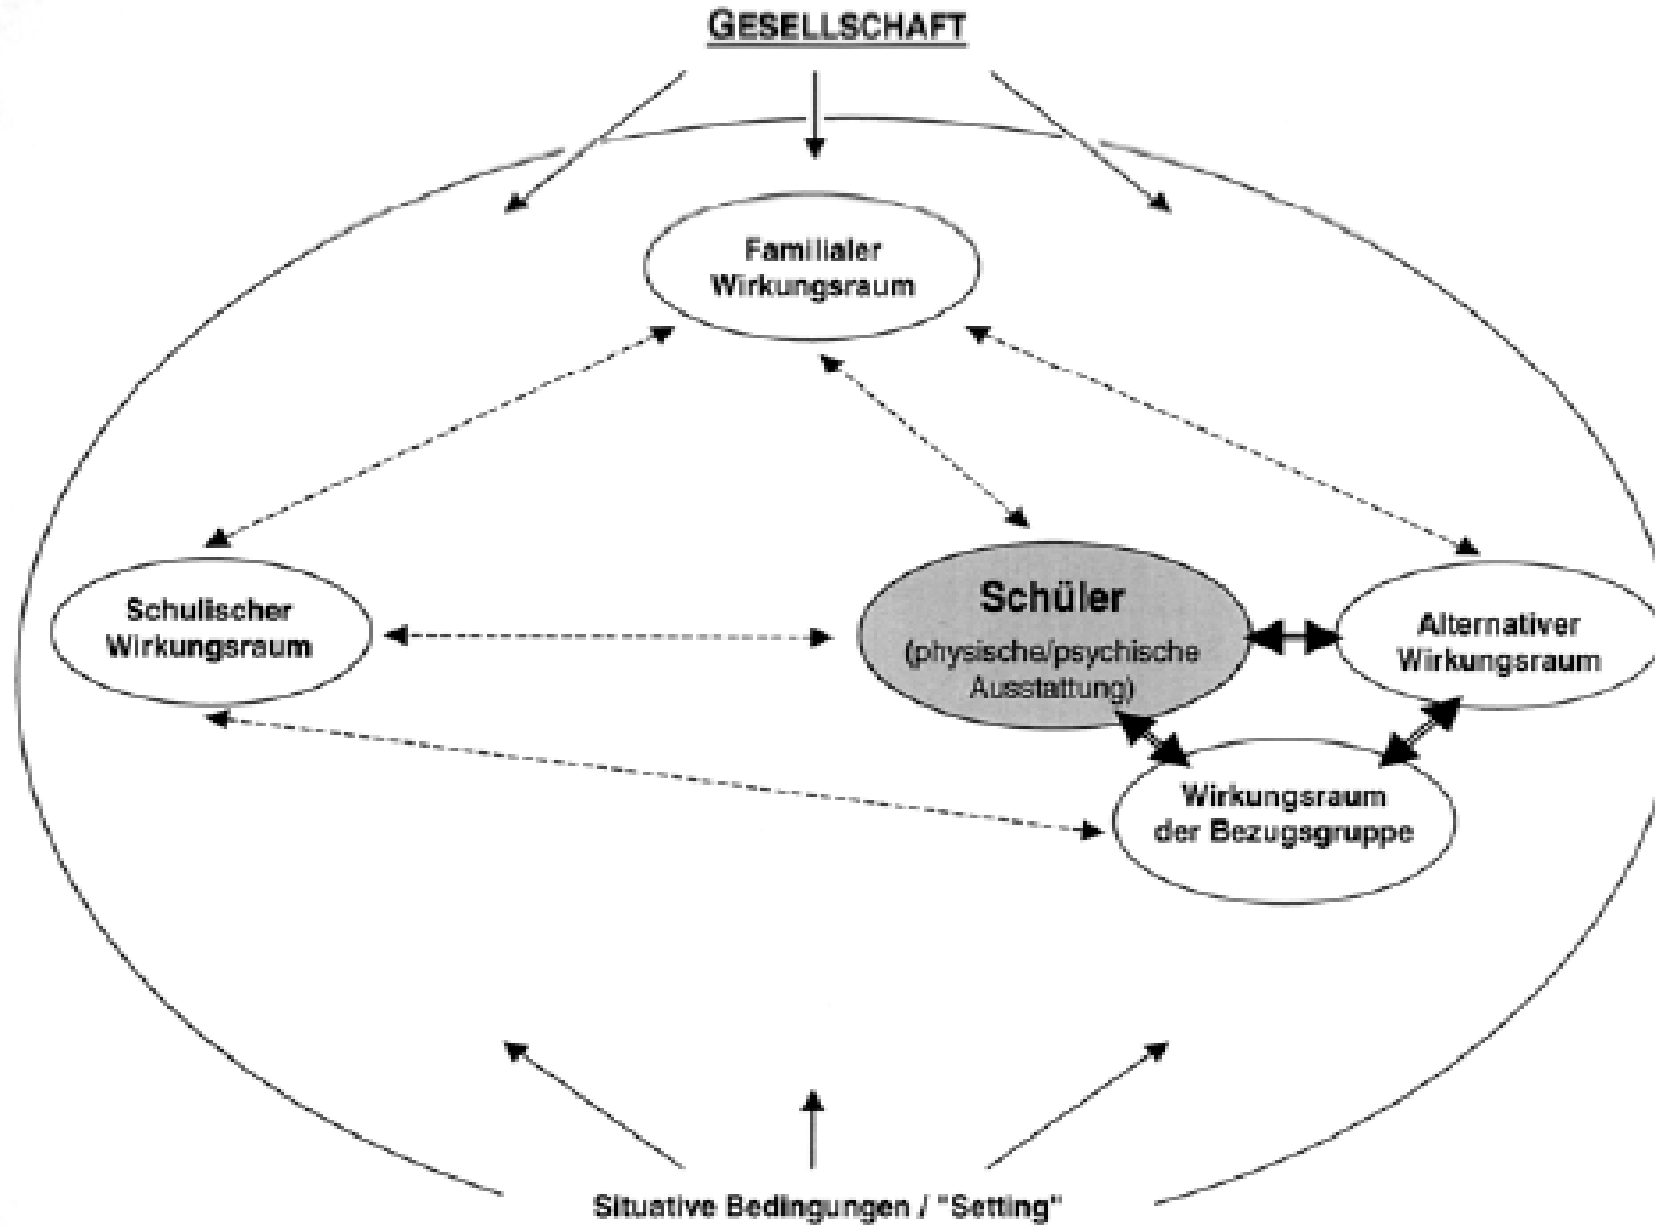 GESELLSCHAFT
Familialer
Wirkungsraum
Schulischer
Wirkungsraum
Schüler
(physische/psychische
Ausstattung)
Alternativer
Wirkungsraum
Wirkungsraum
der Bezugsgruppe
Situative Bedingungen / "Setting"